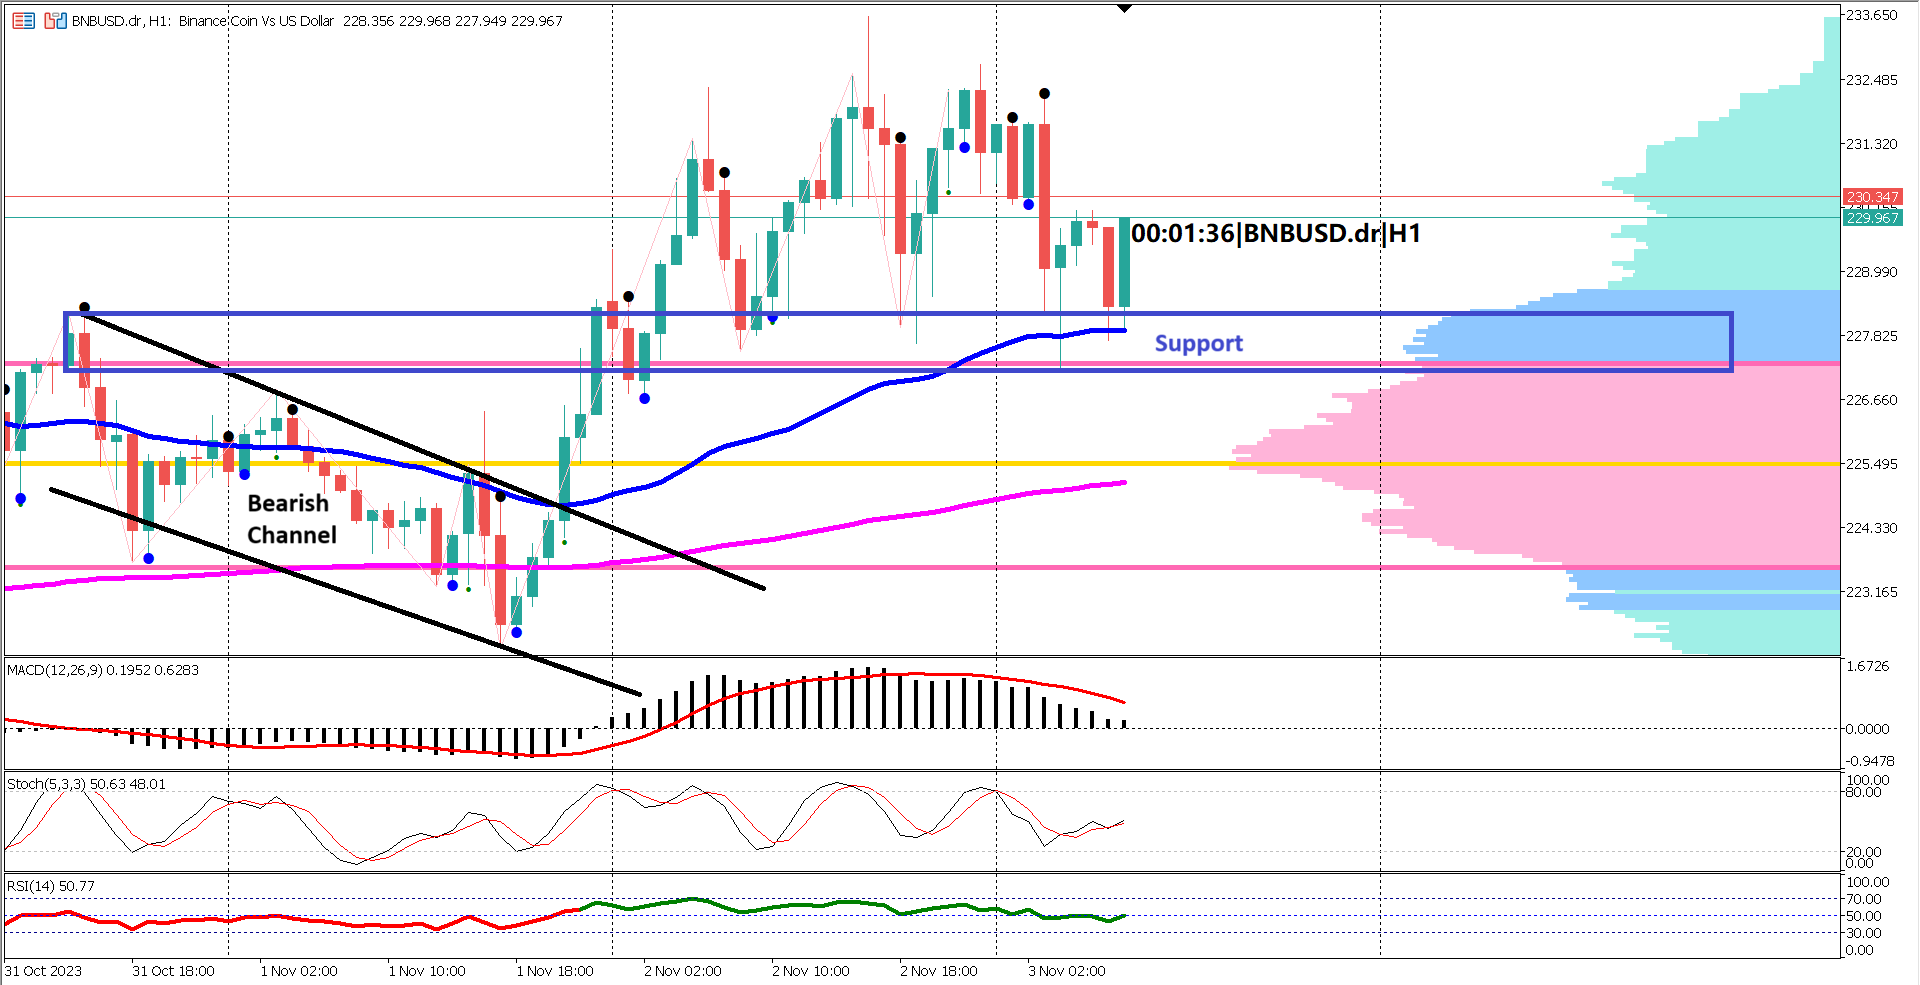 BNBUSD.dr, H1: Binance Coin Vs US Dollar 228.356 229.968 227.949 229.967
233.650
232.485
231.320
230.347
229.967
228.990
227.825
226.660
225.495
224.330
223.165
00:01:36|BNBUSD.dr|H1
Support
Bearish
Channel
MACD(12,26,9) 0.1952 0.6283
1.6726
0.0000
-0.9478
Stoch(5,3,3) 50.63 48.01
100.00
80.00
20.00
0.00
RSI(14) 50.77
100.00
70.00
50.00
30.00
0.00
31 Oct 2023
31 Oct 18:00
1 Nov 02:00
1 Nov 10:00
1 Nov 18:00
2 Nov 02:00
2 Nov 10:00
2 Nov 18:00
3 Nov 02:00